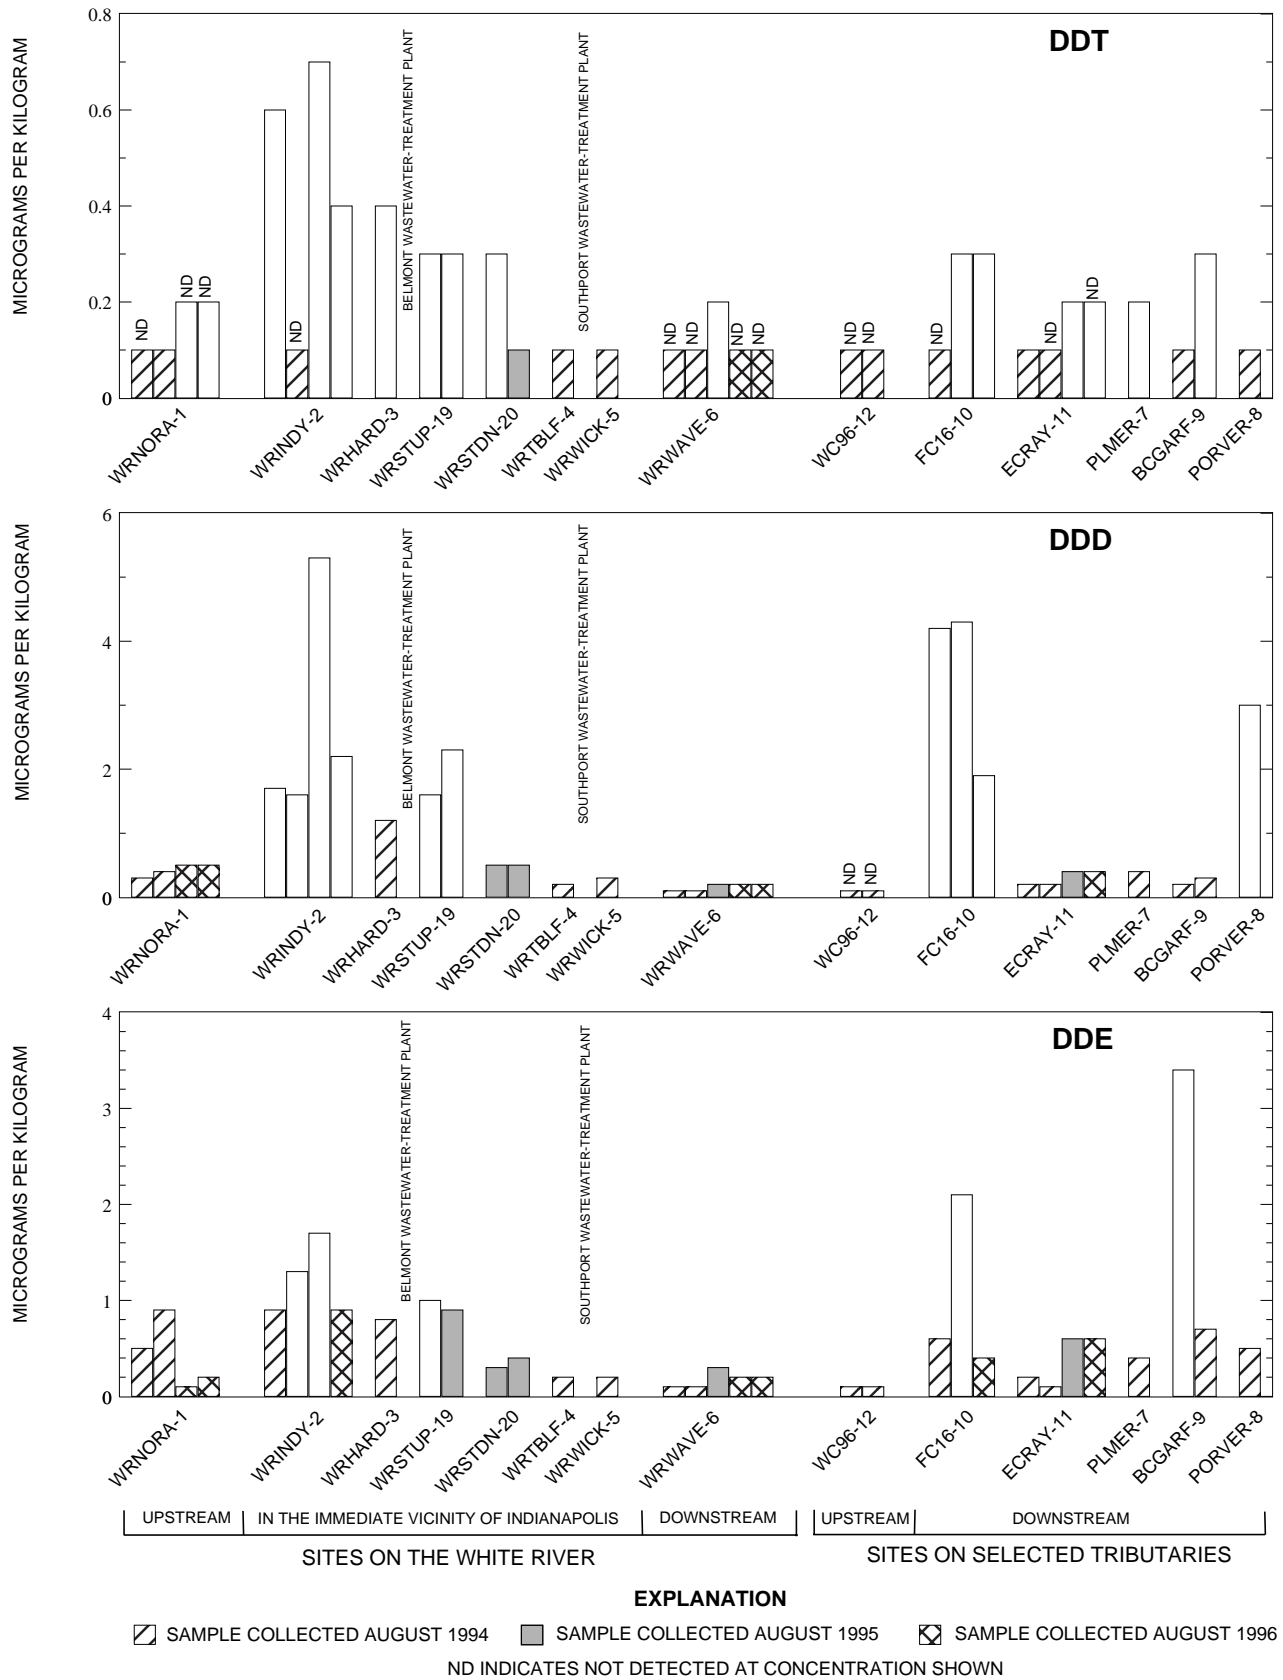 DDT
MICROGRAMS PER KILOGRAM
0.8
0.6
0.4
0.2
0
BELMONT WASTEWATER-TREATMENT PLANT
SOUTHPORT WASTEWATER-TREATMENT PLANT
ND
ND
ND
ND
ND
ND
ND
ND
ND
ND
ND
ND
ND
WRNORA-1
WRINDY-2
WRHARD-3
WRSTUP-19
WRSTDN-20
WRTBLF-4
WRWICK-5
WRWAVE-6
WC96-12
FC16-10
ECRAY-11
PLMER-7
BCGARF-9
PORVER-8
DDD
MICROGRAMS PER KILOGRAM
6
4
2
0
BELMONT WASTEWATER-TREATMENT PLANT
SOUTHPORT WASTEWATER-TREATMENT PLANT
ND
ND
WRNORA-1
WRINDY-2
WRHARD-3
WRSTUP-19
WRSTDN-20
WRTBLF-4
WRWICK-5
WRWAVE-6
WC96-12
FC16-10
ECRAY-11
PLMER-7
BCGARF-9
PORVER-8
DDE
MICROGRAMS PER KILOGRAM
4
3
2
1
0
BELMONT WASTEWATER-TREATMENT PLANT
SOUTHPORT WASTEWATER-TREATMENT PLANT
WRNORA-1
WRINDY-2
WRHARD-3
WRSTUP-19
WRSTDN-20
WRTBLF-4
WRWICK-5
WRWAVE-6
WC96-12
FC16-10
ECRAY-11
PLMER-7
BCGARF-9
PORVER-8
UPSTREAM
IN THE IMMEDIATE VICINITY OF INDIANAPOLIS
DOWNSTREAM
UPSTREAM
DOWNSTREAM
SITES ON THE WHITE RIVER
SITES ON SELECTED TRIBUTARIES
EXPLANATION
SAMPLE COLLECTED AUGUST 1994
SAMPLE COLLECTED AUGUST 1995
SAMPLE COLLECTED AUGUST 1996
ND INDICATES NOT DETECTED AT CONCENTRATION SHOWN